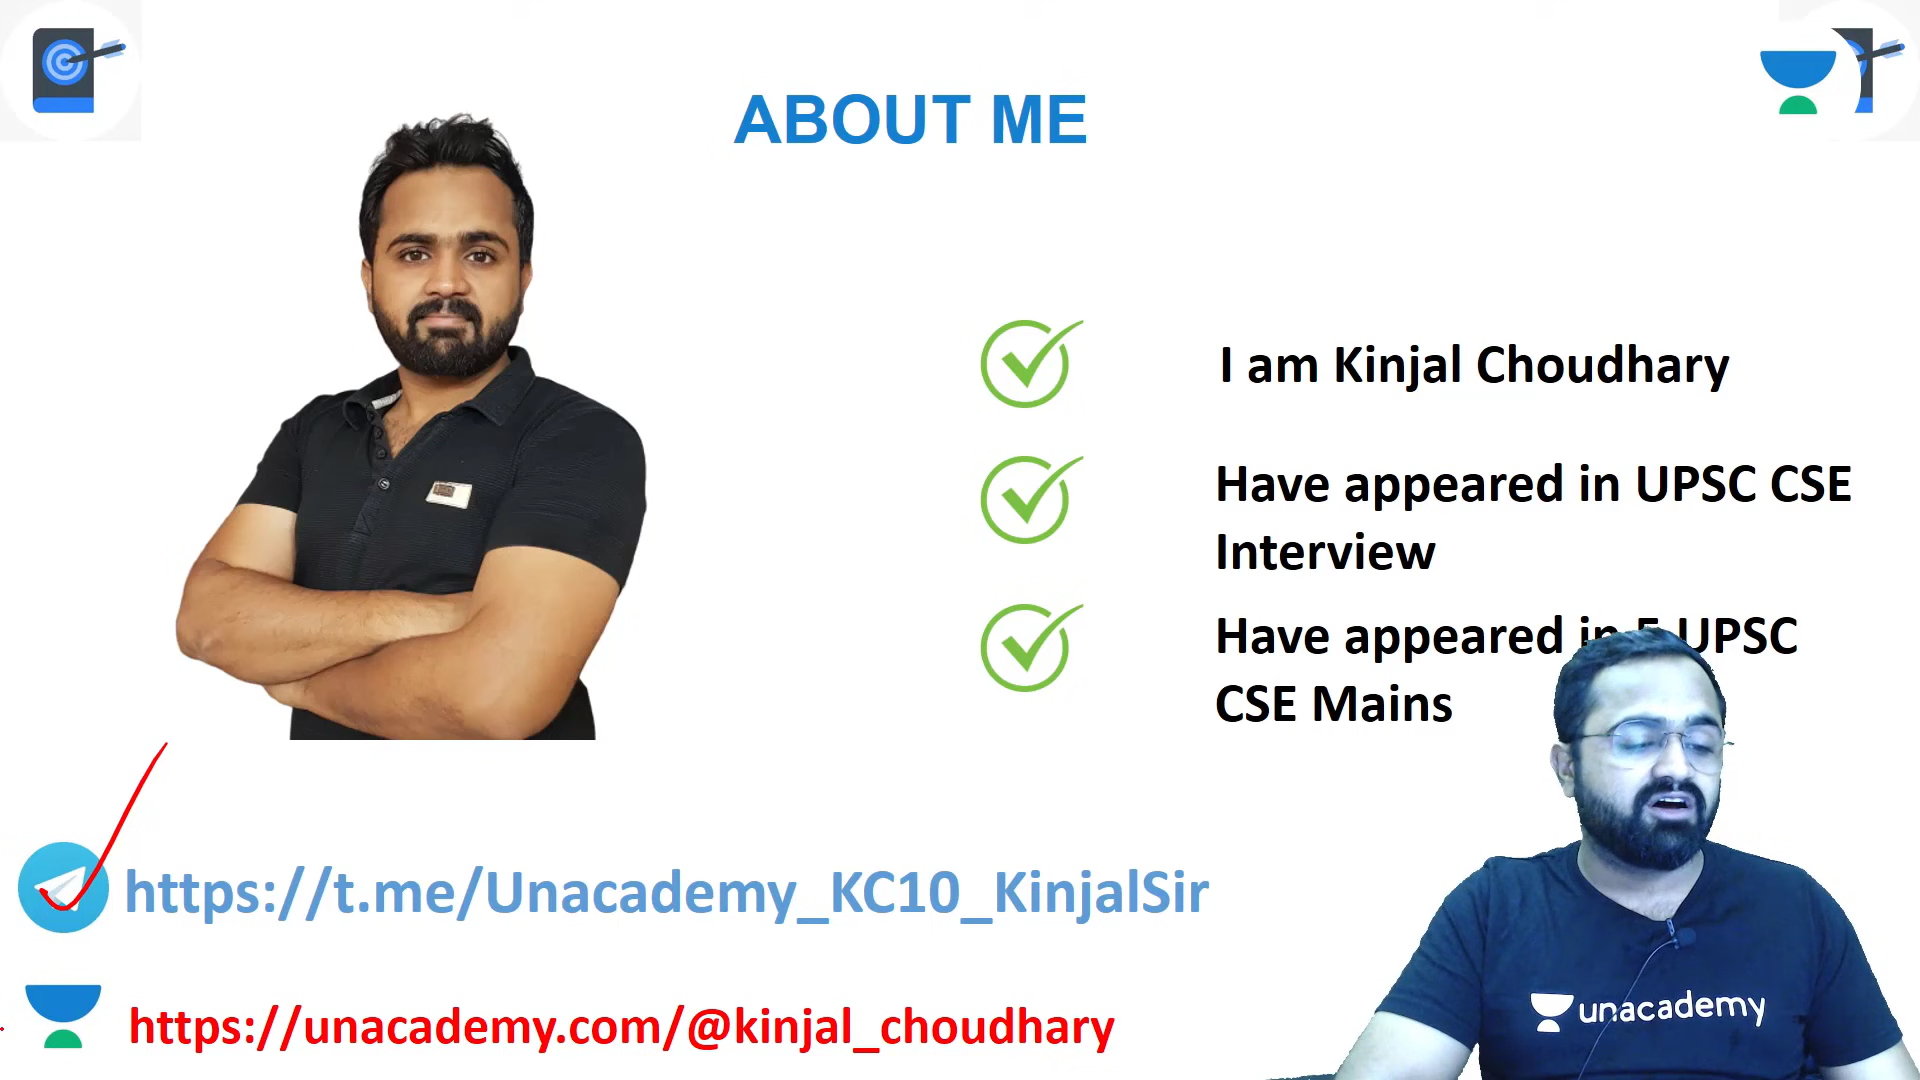 ABOUT ME
I am Kinjal Choudhary
Have appeared in UPSC CSE
Interview
Have appeared in 5 UPSC
CSE Mains
https://t.me/Unacademy_KC10_KinjalSir
https://unacademy.com/@kinjal_choudhary
unacademy